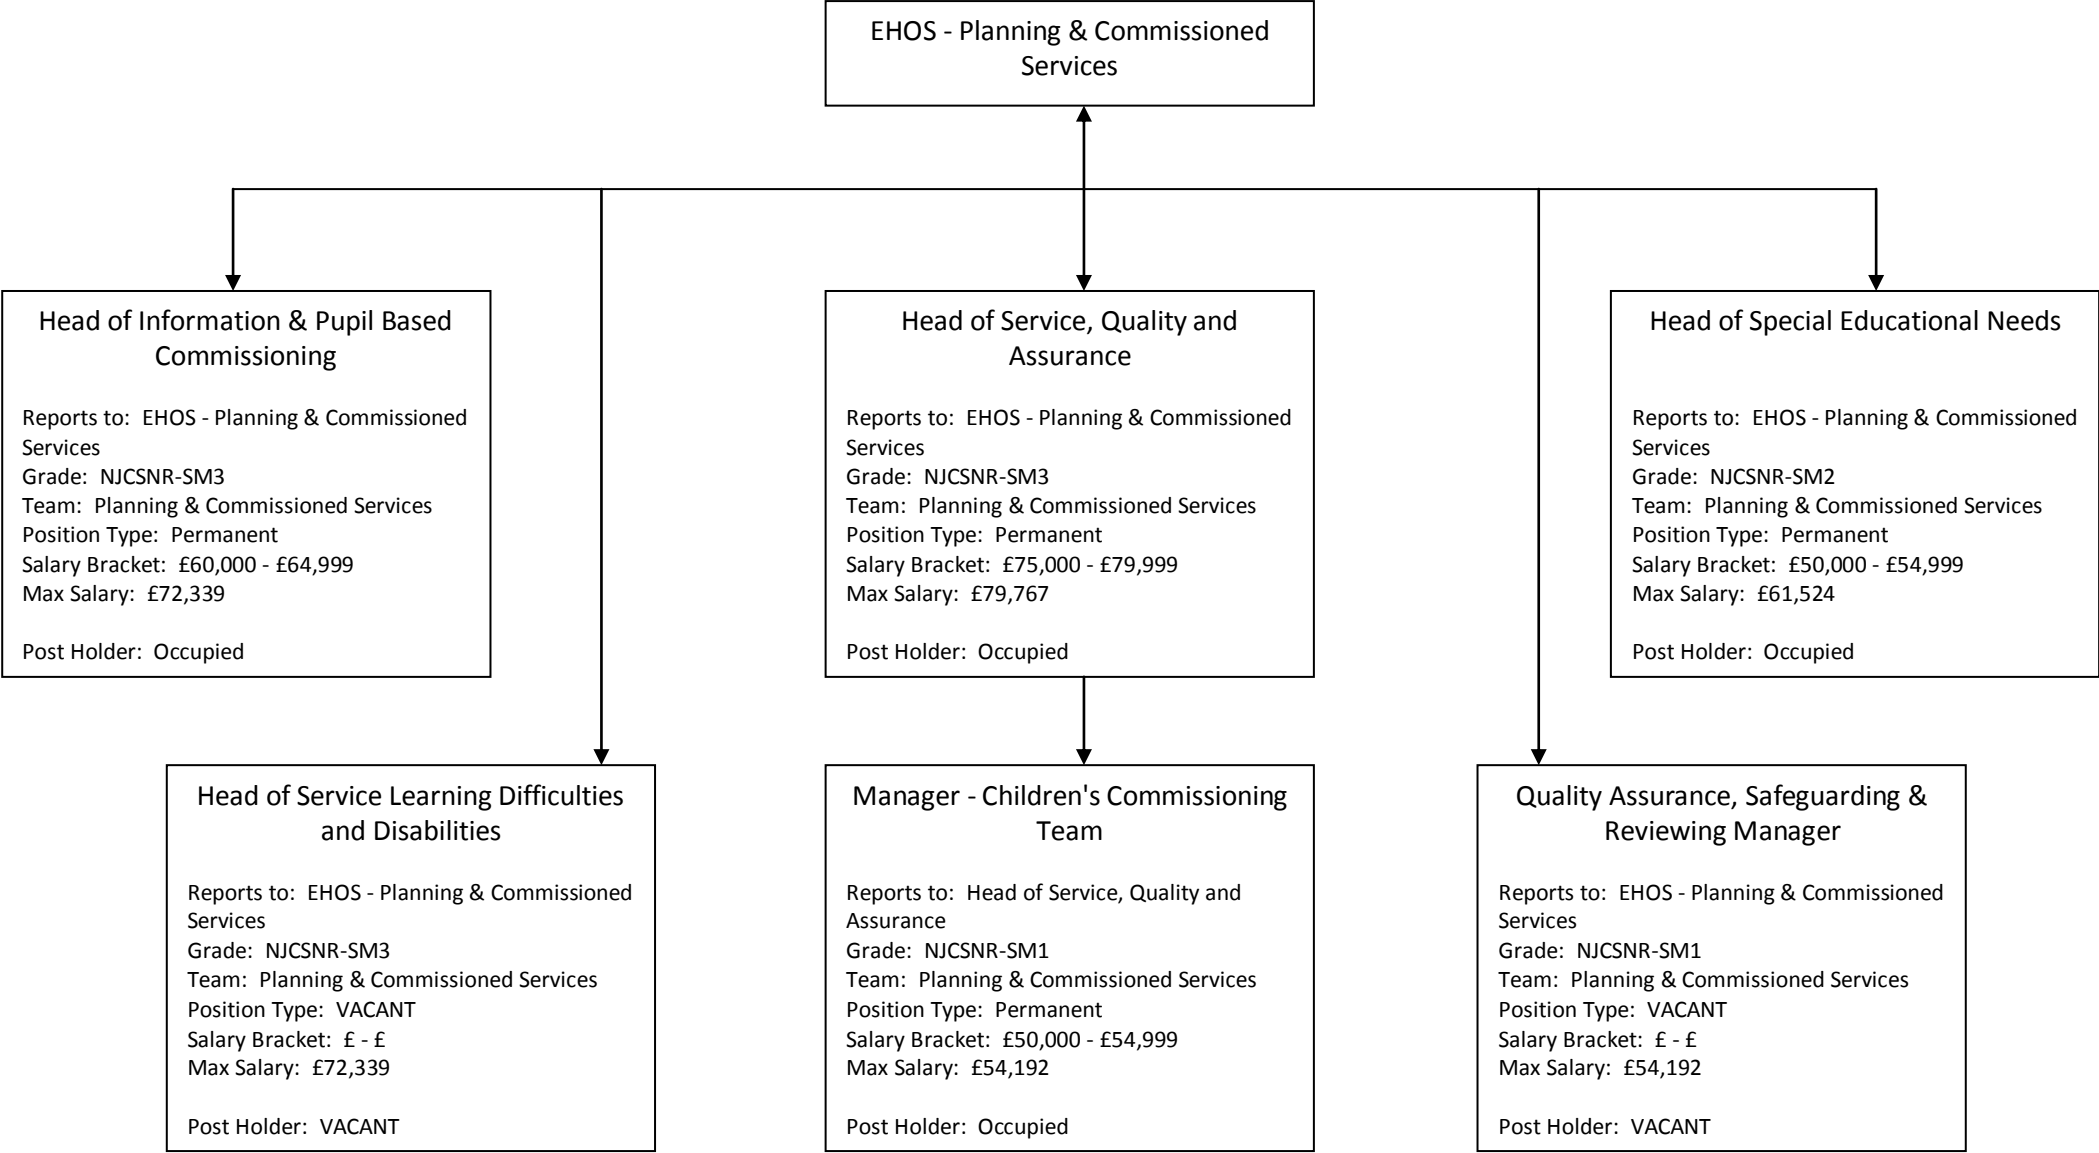 EHOS - Planning & Commissioned
Services
Head of Information & Pupil Based
Commissioning
Reports to:  EHOS - Planning & Commissioned
Services
Grade:  NJCSNR-SM3
Team:  Planning & Commissioned Services
Position Type:  Permanent
Salary Bracket:  £60,000 - £64,999
Max Salary:  £72,339
Post Holder:  Occupied
Head of Service, Quality and
Assurance
Reports to:  EHOS - Planning & Commissioned
Services
Grade:  NJCSNR-SM3
Team:  Planning & Commissioned Services
Position Type:  Permanent
Salary Bracket:  £75,000 - £79,999
Max Salary:  £79,767
Post Holder:  Occupied
Head of Special Educational Needs
Reports to:  EHOS - Planning & Commissioned
Services
Grade:  NJCSNR-SM2
Team:  Planning & Commissioned Services
Position Type:  Permanent
Salary Bracket:  £50,000 - £54,999
Max Salary:  £61,524
Post Holder:  Occupied
Head of Service Learning Difficulties
and Disabilities
Reports to:  EHOS - Planning & Commissioned
Services
Grade:  NJCSNR-SM3
Team:  Planning & Commissioned Services
Position Type:  VACANT
Salary Bracket:  £ - £
Max Salary:  £72,339
Post Holder:  VACANT
Manager - Children's Commissioning
Team
Reports to:  Head of Service, Quality and
Assurance
Grade:  NJCSNR-SM1
Team:  Planning & Commissioned Services
Position Type:  Permanent
Salary Bracket:  £50,000 - £54,999
Max Salary:  £54,192
Post Holder:  Occupied
Quality Assurance, Safeguarding &
Reviewing Manager
Reports to:  EHOS - Planning & Commissioned
Services
Grade:  NJCSNR-SM1
Team:  Planning & Commissioned Services
Position Type:  VACANT
Salary Bracket:  £ - £
Max Salary:  £54,192
Post Holder:  VACANT